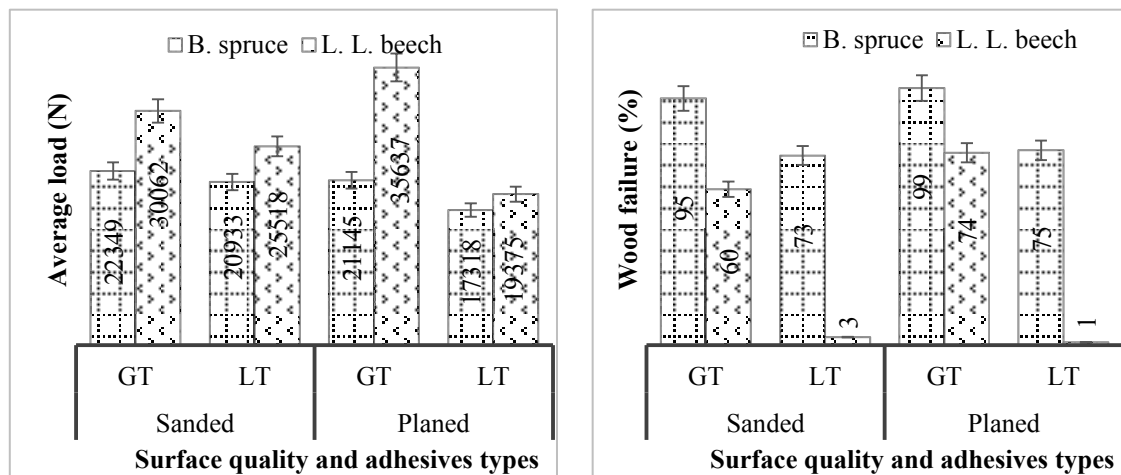 B. spruce L. L. beech
Average load (N)
22349 30062 20933 25518 21145 35637 17318 19375
GT LT GT LT
Sanded Planed
Surface quality and adhesives types
B. spruce L. L. beech
Wood failure (%)
95 60 73 3 99 74 75 1
GT LT GT LT
Sanded Planed
Surface quality and adhesives types